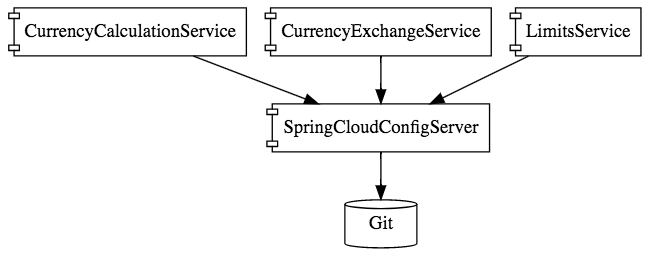 CurrencyCalculationService
CurrencyExchangeService
LimitsService
SpringCloudConfigServer
Git